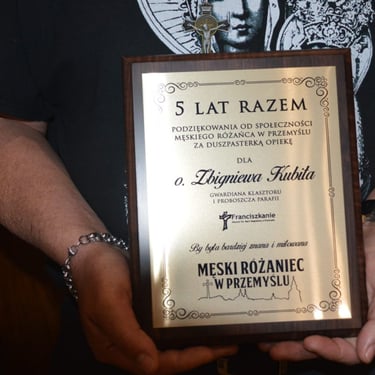 5 LAT RAZEM
PODZIĘKOWANIA OD SPOŁECZNOŚCI
MĘSKIEGO RÓŻAŃCA W PRZEMYŚLU
ZA DUSZPASTERKĄ OPIEKĘ
DLA
o. Zbigniewa Kubita
GWARDIANA KLASZTORU
I PROBOSZCZA PARAFII
Franciszkanie
By była bardziej znana i miłowana
MĘSKI RÓŻANIEC
W PRZEMYŚLU